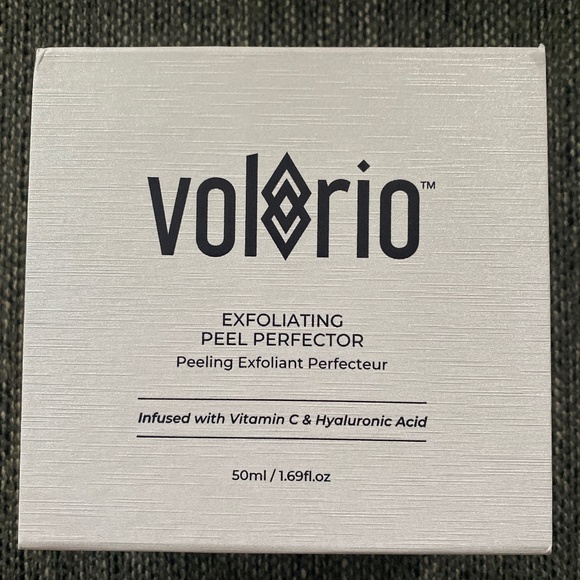 volorio™
EXFOLIATING
PEEL PERFECTOR
Peeling Exfoliant Perfecteur
Infused with Vitamin C & Hyaluronic Acid
50ml / 1.69fl.oz